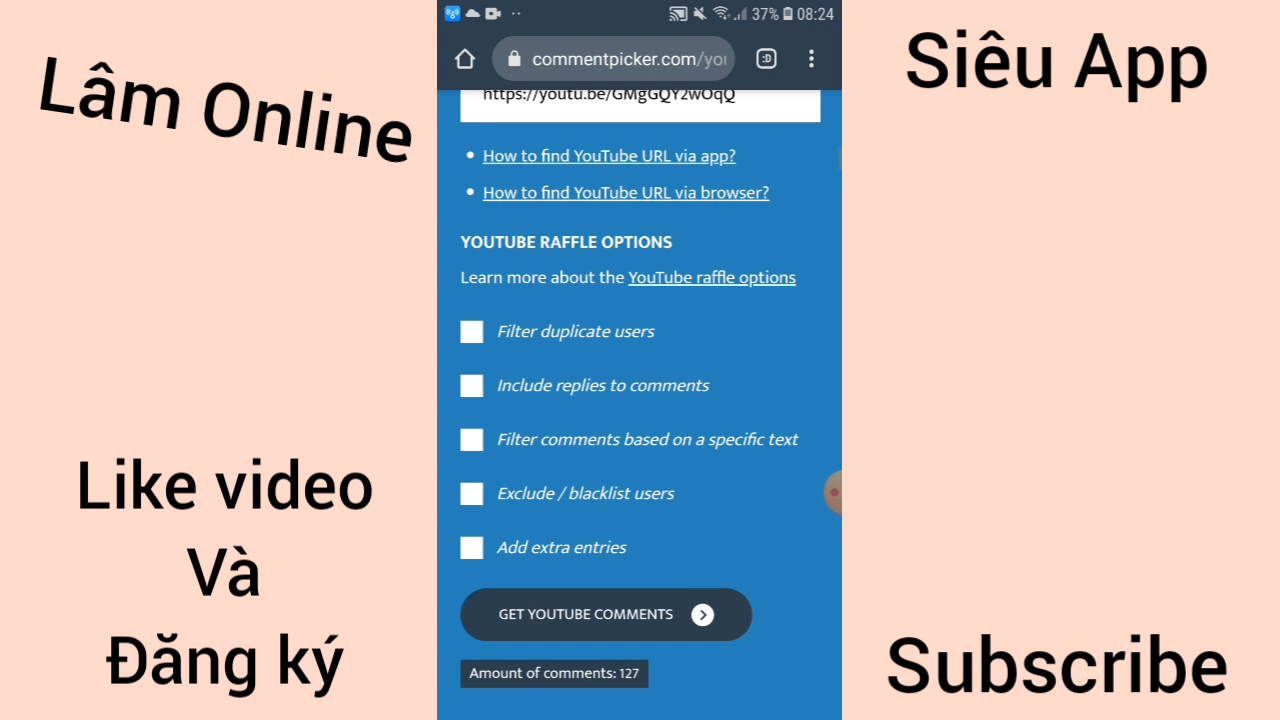 Lâm Online
Siêu App
37% 08:24
:D
commentpicker.com/you
https://youtu.be/GMgGQY2wOqQ
How to find YouTube URL via app?
How to find YouTube URL via browser?
YOUTUBE RAFFLE OPTIONS
Learn more about the YouTube raffle options
Filter duplicate users
Include replies to comments
Filter comments based on a specific text
Exclude / blacklist users
Add extra entries
GET YOUTUBE COMMENTS
Amount of comments: 127
Like video
Và
Đăng ký
Subscribe